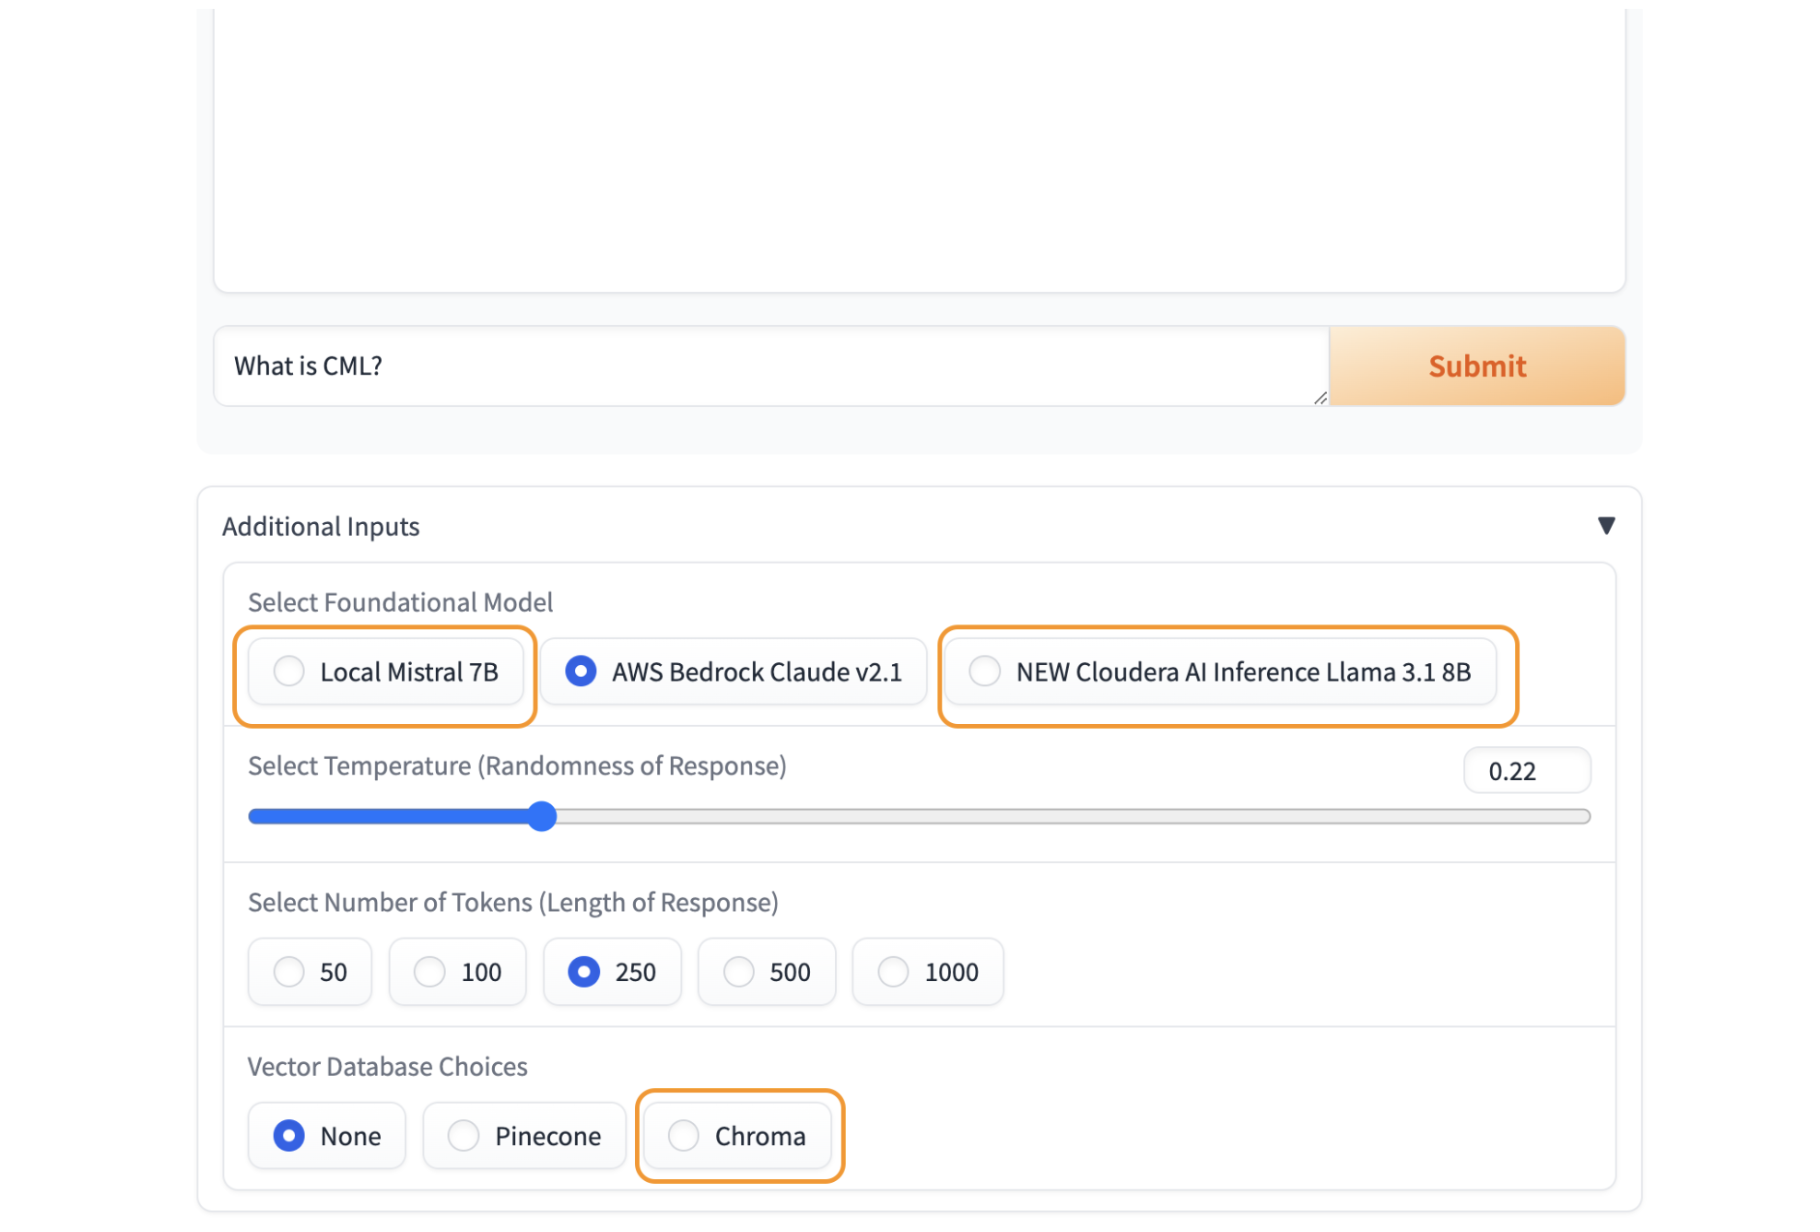 What is CML?
Submit
Additional Inputs
Select Foundational Model
Local Mistral 7B
AWS Bedrock Claude v2.1
NEW Cloudera AI Inference Llama 3.1 8B
Select Temperature (Randomness of Response)
0.22
Select Number of Tokens (Length of Response)
50
100
250
500
1000
Vector Database Choices
None
Pinecone
Chroma